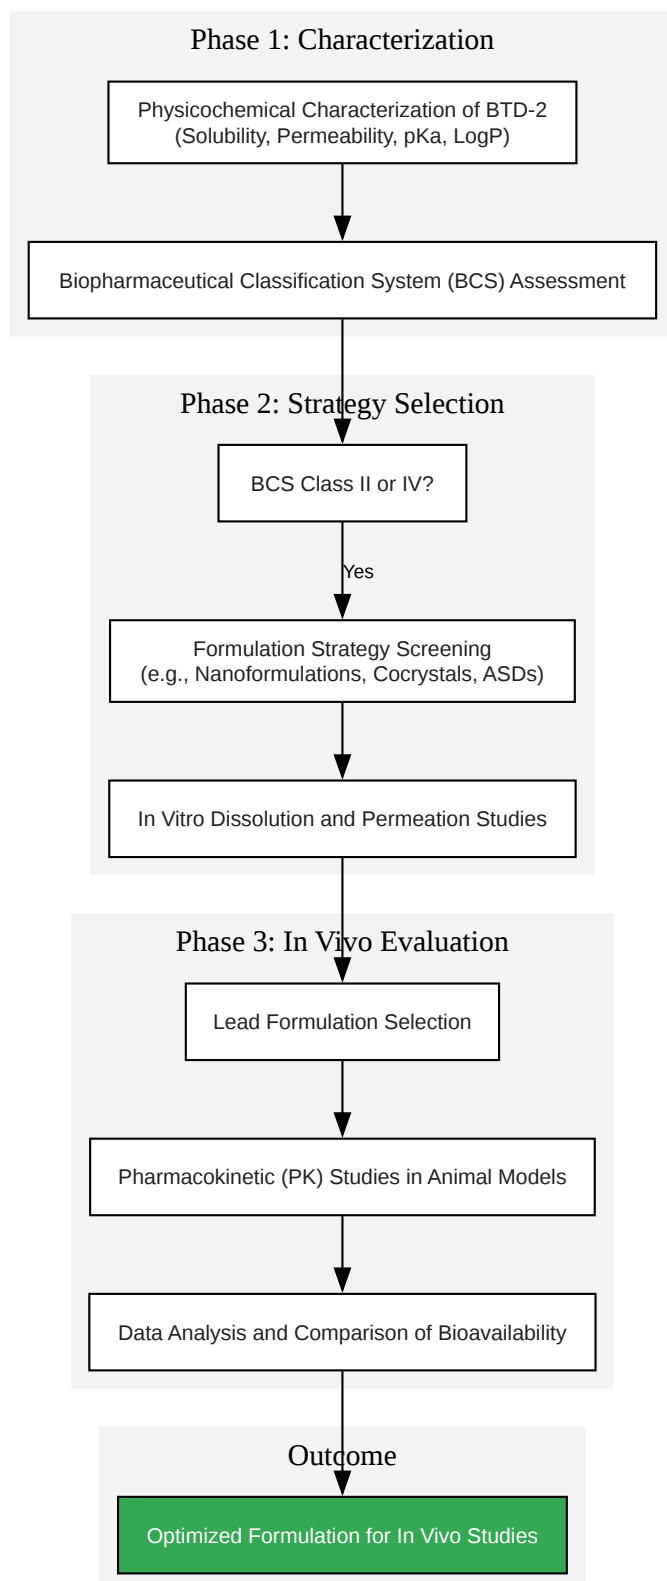 Phase 1: Characterization
Physicochemical Characterization of BTD-2
(Solubility, Permeability, pKa, LogP)
Biopharmaceutical Classification System (BCS) Assessment
Phase 2: Strategy Selection
BCS Class II or IV?
Yes
Formulation Strategy Screening
(e.g., Nanoformulations, Cocrystals, ASDs)
In Vitro Dissolution and Permeation Studies
Phase 3: In Vivo Evaluation
Lead Formulation Selection
Pharmacokinetic (PK) Studies in Animal Models
Data Analysis and Comparison of Bioavailability
Outcome
Optimized Formulation for In Vivo Studies